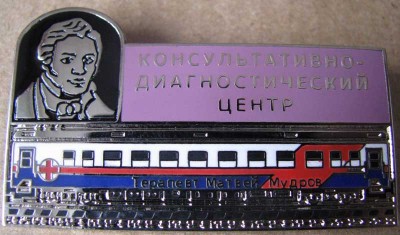 КОНСУЛЬТАТИВНО-
ДИАГНОСТИЧЕСКИЙ
ЦЕНТР
Терапевт Матвей Мудров